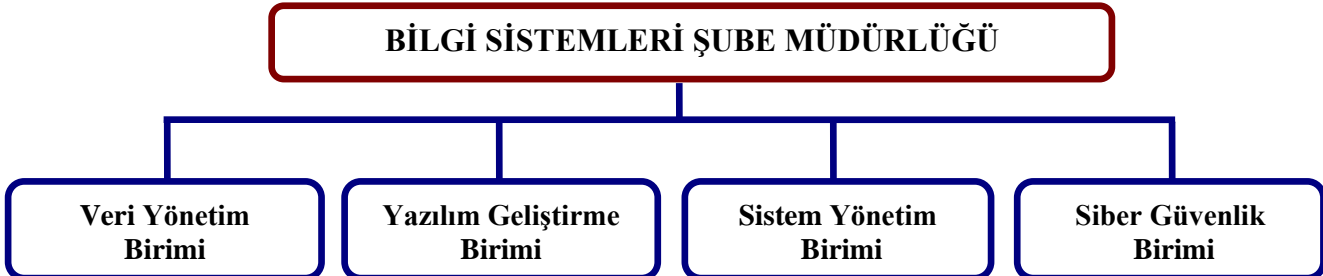 BİLGİ SİSTEMLERİ ŞUBE MÜDÜRLÜĞÜ
Veri Yönetim
Birimi
Yazılım Geliştirme
Birimi
Sistem Yönetim
Birimi
Siber Güvenlik
Birimi